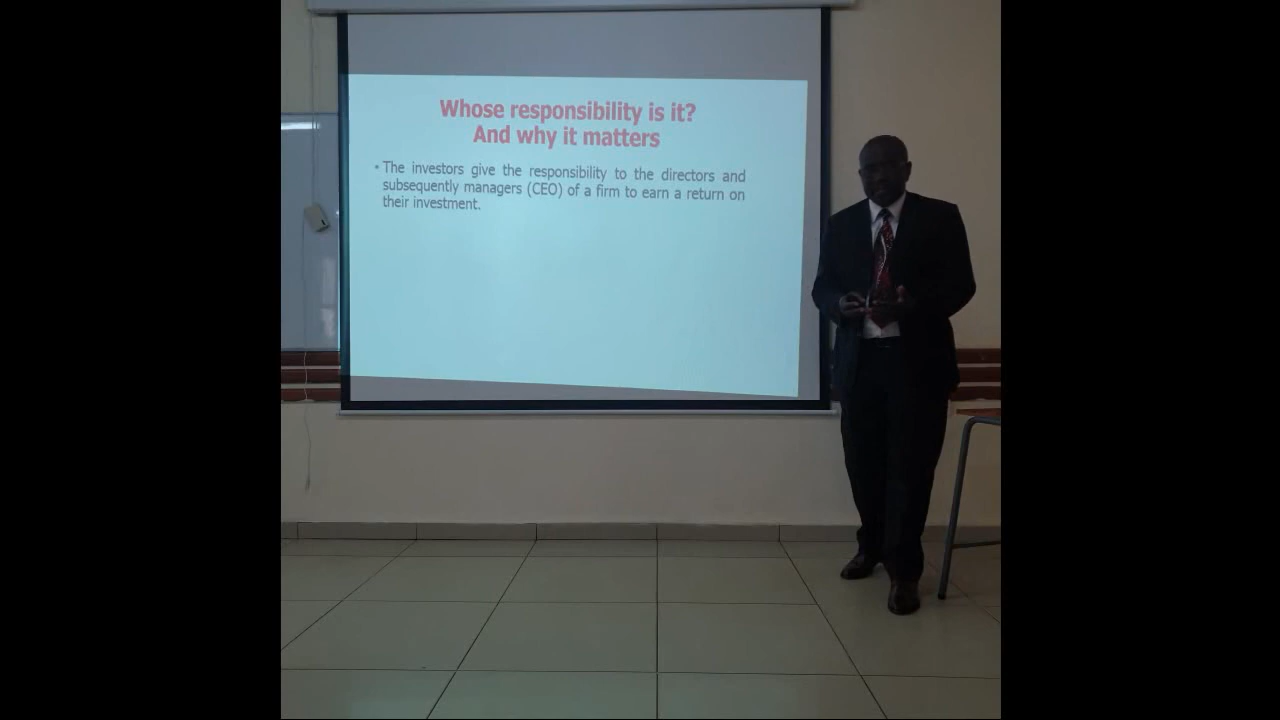 Whose responsibility is it?
And why it matters
• The investors give the responsibility to the directors and
subsequently managers (CEO) of a firm to earn a return on
their investment.